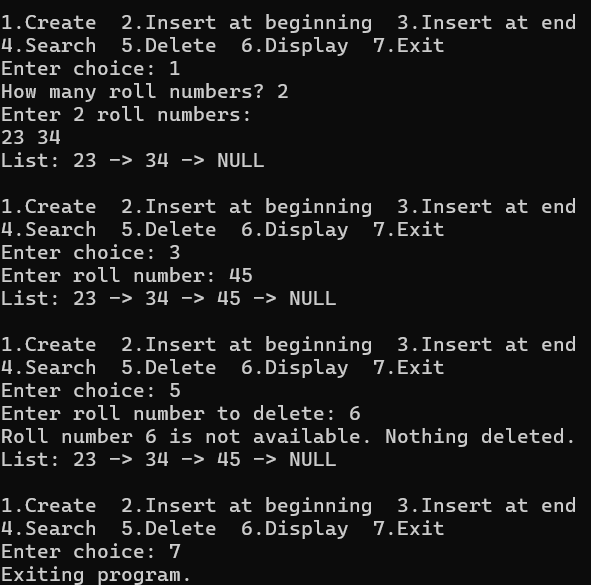 1.Create  2.Insert at beginning  3.Insert at end
4.Search  5.Delete  6.Display  7.Exit
Enter choice: 1
How many roll numbers? 2
Enter 2 roll numbers:
23 34
List: 23 -> 34 -> NULL

1.Create  2.Insert at beginning  3.Insert at end
4.Search  5.Delete  6.Display  7.Exit
Enter choice: 3
Enter roll number: 45
List: 23 -> 34 -> 45 -> NULL

1.Create  2.Insert at beginning  3.Insert at end
4.Search  5.Delete  6.Display  7.Exit
Enter choice: 5
Enter roll number to delete: 6
Roll number 6 is not available. Nothing deleted.
List: 23 -> 34 -> 45 -> NULL

1.Create  2.Insert at beginning  3.Insert at end
4.Search  5.Delete  6.Display  7.Exit
Enter choice: 7
Exiting program.